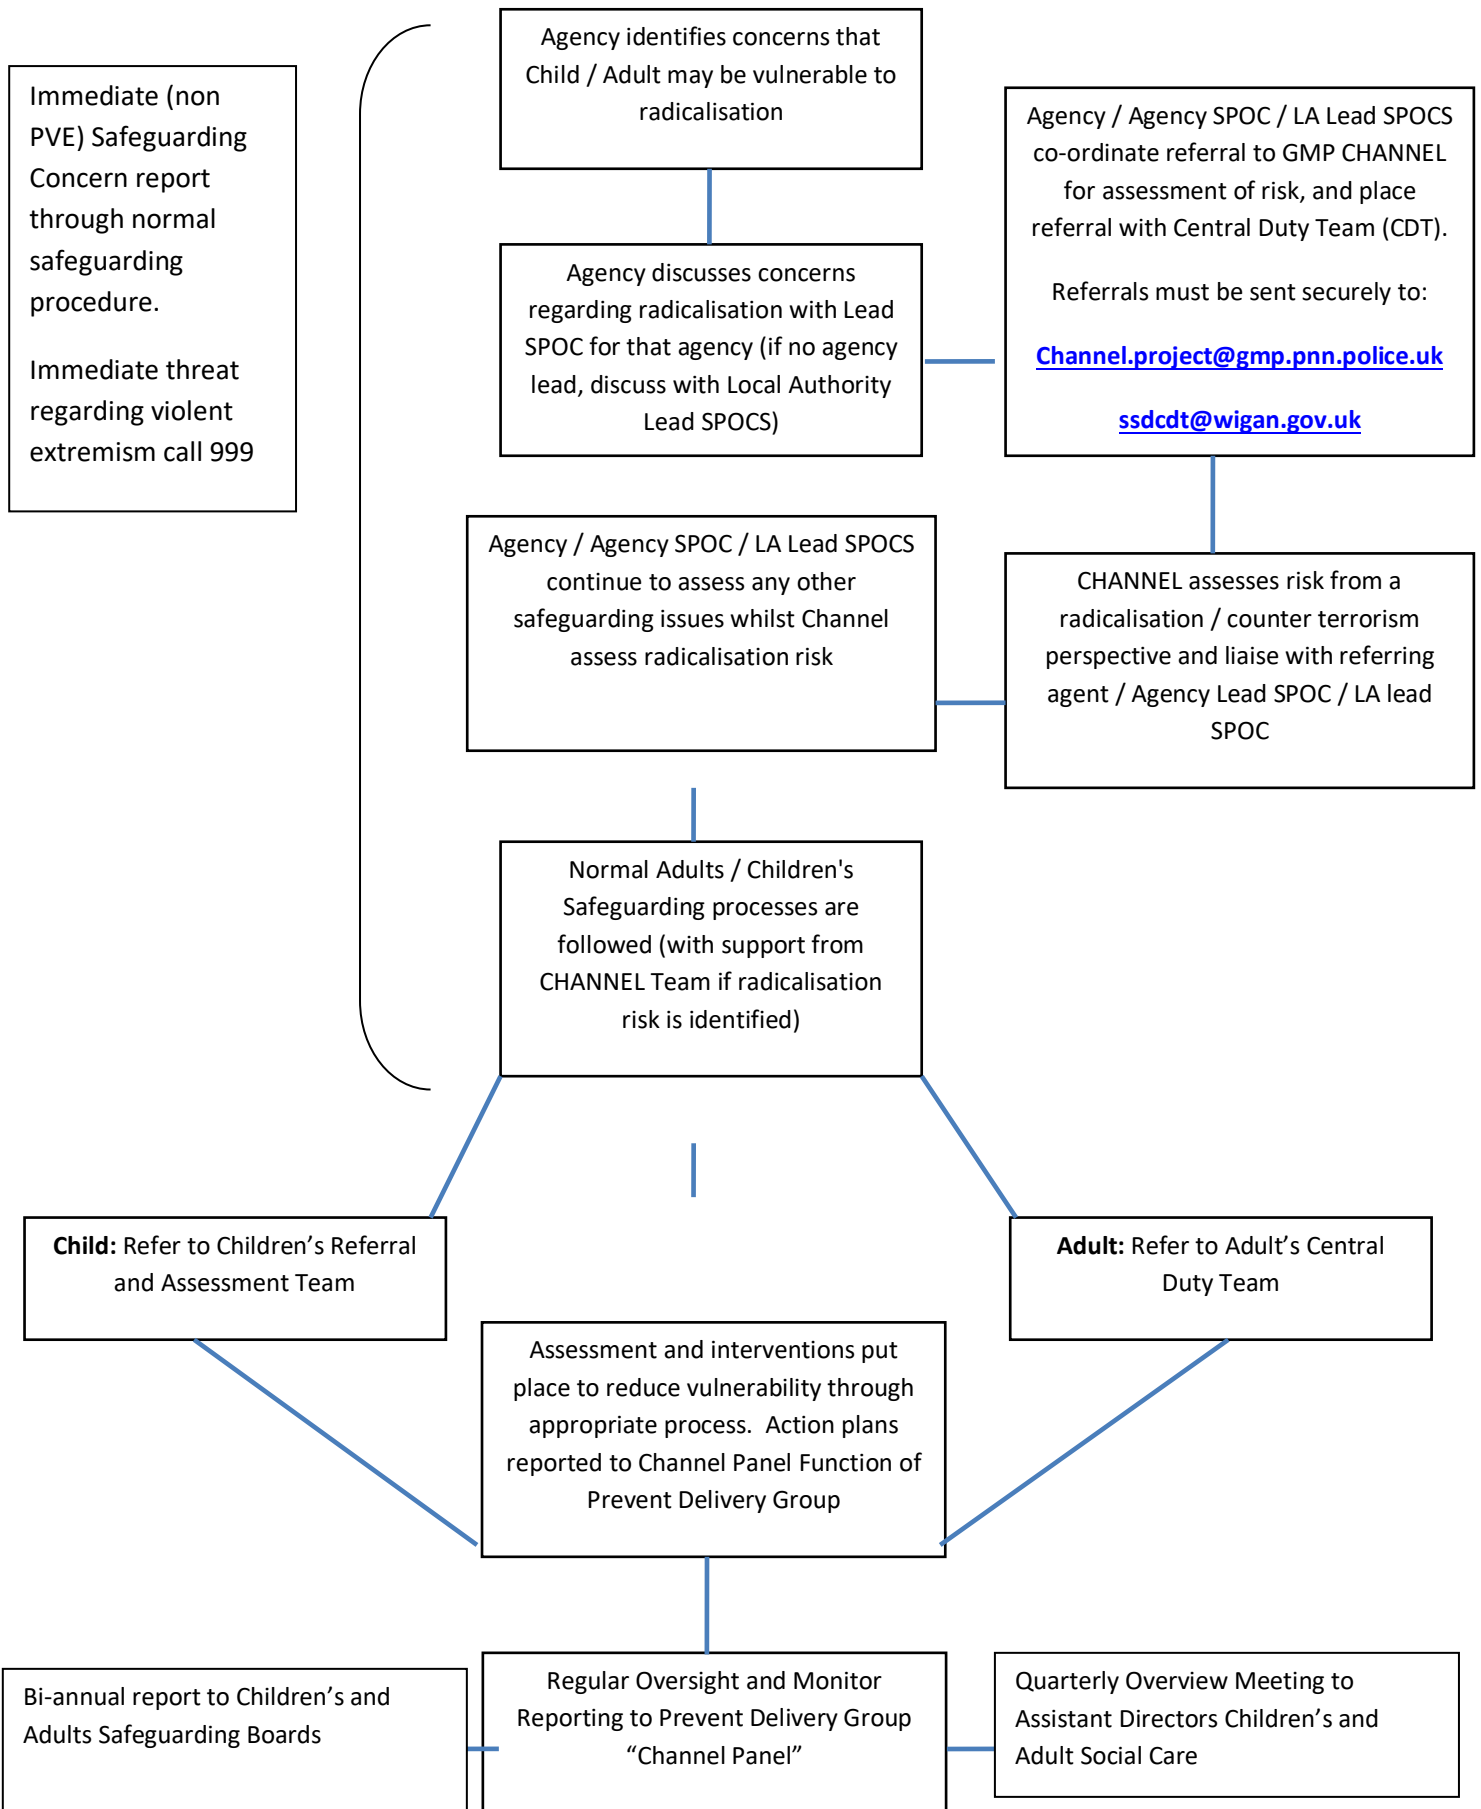 Agency identifies concerns that
Child / Adult may be vulnerable to
radicalisation
Immediate (non
PVE) Safeguarding
Concern report
through normal
safeguarding
procedure.
Immediate threat
regarding violent
extremism call 999
Agency / Agency SPOC / LA Lead SPOCS
co-ordinate referral to GMP CHANNEL
for assessment of risk, and place
referral with Central Duty Team (CDT).
Referrals must be sent securely to:
Channel.project@gmp.pnn.police.uk
ssdcdt@wigan.gov.uk
Agency discusses concerns
regarding radicalisation with Lead
SPOC for that agency (if no agency
lead, discuss with Local Authority
Lead SPOCS)
Agency / Agency SPOC / LA Lead SPOCS
continue to assess any other
safeguarding issues whilst Channel
assess radicalisation risk
CHANNEL assesses risk from a
radicalisation / counter terrorism
perspective and liaise with referring
agent / Agency Lead SPOC / LA lead
SPOC
Normal Adults / Children's
Safeguarding processes are
followed (with support from
CHANNEL Team if radicalisation
risk is identified)
Child: Refer to Children’s Referral
and Assessment Team
Adult: Refer to Adult’s Central
Duty Team
Assessment and interventions put
place to reduce vulnerability through
appropriate process.  Action plans
reported to Channel Panel Function of
Prevent Delivery Group
Bi-annual report to Children’s and
Adults Safeguarding Boards
Regular Oversight and Monitor
Reporting to Prevent Delivery Group
“Channel Panel”
Quarterly Overview Meeting to
Assistant Directors Children’s and
Adult Social Care